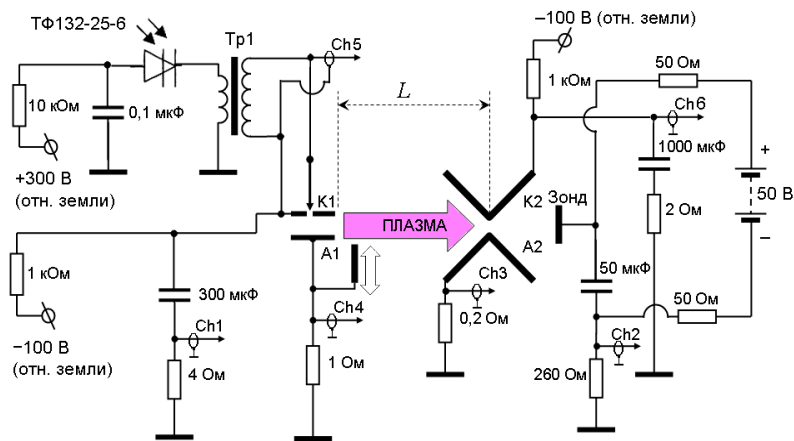 ТФ132-25-6
Тр1
Ch5
−100 В (отн. земли)
50 Ом
1 кОм
L
10 кОм
0,1 мкФ
Ch6
1000 мкФ
+
50 В
−
+300 В
(отн. земли)
К1
К2
Зонд
2 Ом
ПЛАЗМА
А1
А2
1 кОм
300 мкФ
Ch3
50 мкФ
50 Ом
Ch4
0,2 Ом
Ch1
Ch2
−100 В
(отн. земли)
4 Ом
1 Ом
260 Ом